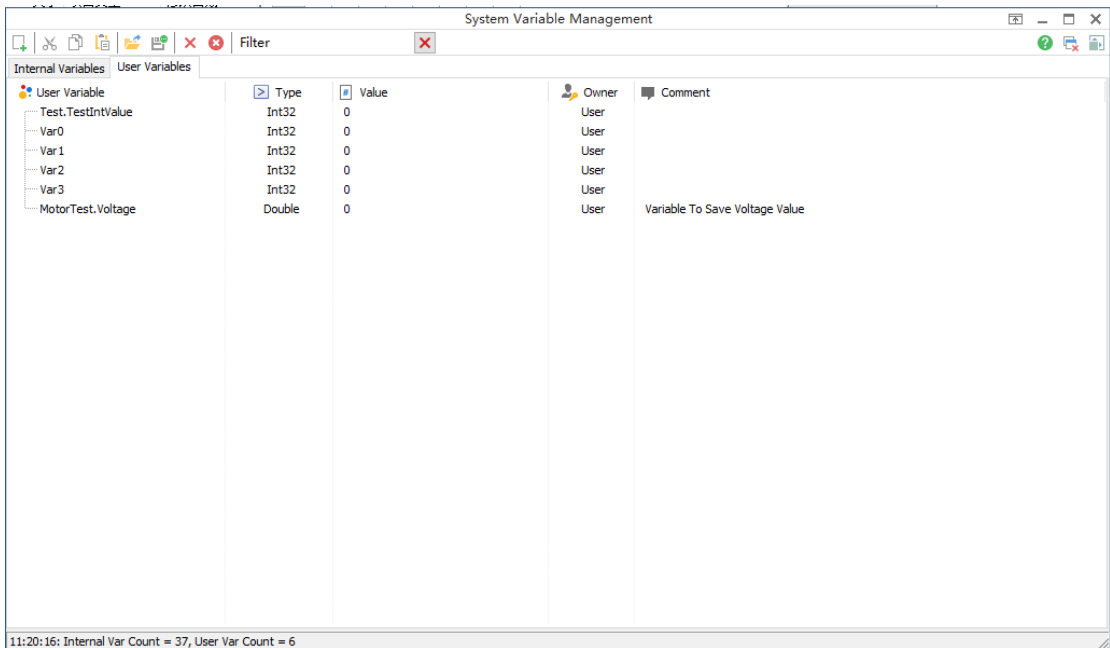 System Variable Management
Filter
Internal Variables User Variables
User Variable Type Value Owner Comment
Test.TestIntValue Int32 0 User
Var0 Int32 0 User
Var1 Int32 0 User
Var2 Int32 0 User
Var3 Int32 0 User
MotorTest.Voltage Double 0 User Variable To Save Voltage Value
11:20:16: Internal Var Count = 37, User Var Count = 6